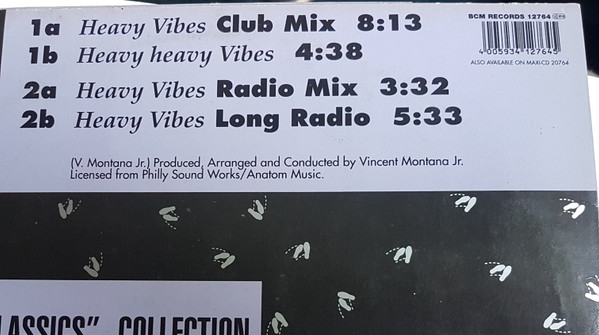 1a Heavy Vibes Club Mix 8:13
BCM RECORDS 12764
1b Heavy heavy Vibes 4:38
4 005934 127645
ALSO AVAILABLE ON MAXI-CD 20764
2a Heavy Vibes Radio Mix 3:32
2b Heavy Vibes Long Radio 5:33
(V. Montana Jr.) Produced, Arranged and Conducted by Vincent Montana Jr.
Licensed from Philly Sound Works/Anatom Music.
LASSICS" COLLECTION